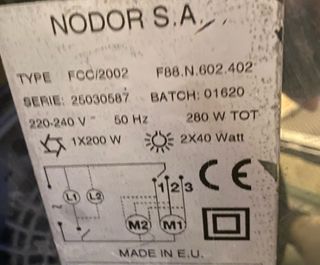 NODOR S.A.
TYPE FCC/2002 F88.N.602.402
SERIE: 25030587 BATCH: 01620
220-240 V~ 50 Hz 280 W TOT
1X200 W 2X40 Watt
1 2 3
L1 L2
~
M2 M1
CE
MADE IN E.U.